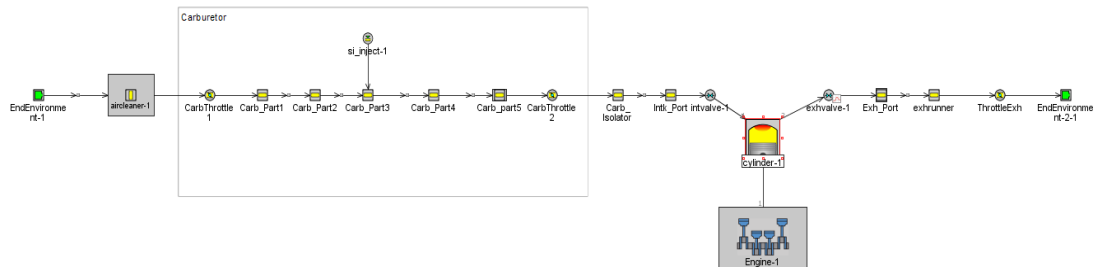 Carburetor
si_inject-1
EndEnvironme
nt-1
aircleaner-1
CarbThrottle
1
Carb_Part1
Carb_Part2
Carb_Part3
Carb_Part4
Carb_part5
CarbThrottle
2
Carb_
Isolator
Intk_Port
intvalve-1
cylinder-1
exhvalve-1
Exh_Port
exhrunner
ThrottleExh
EndEnvironme
nt-2-1
1
Engine-1